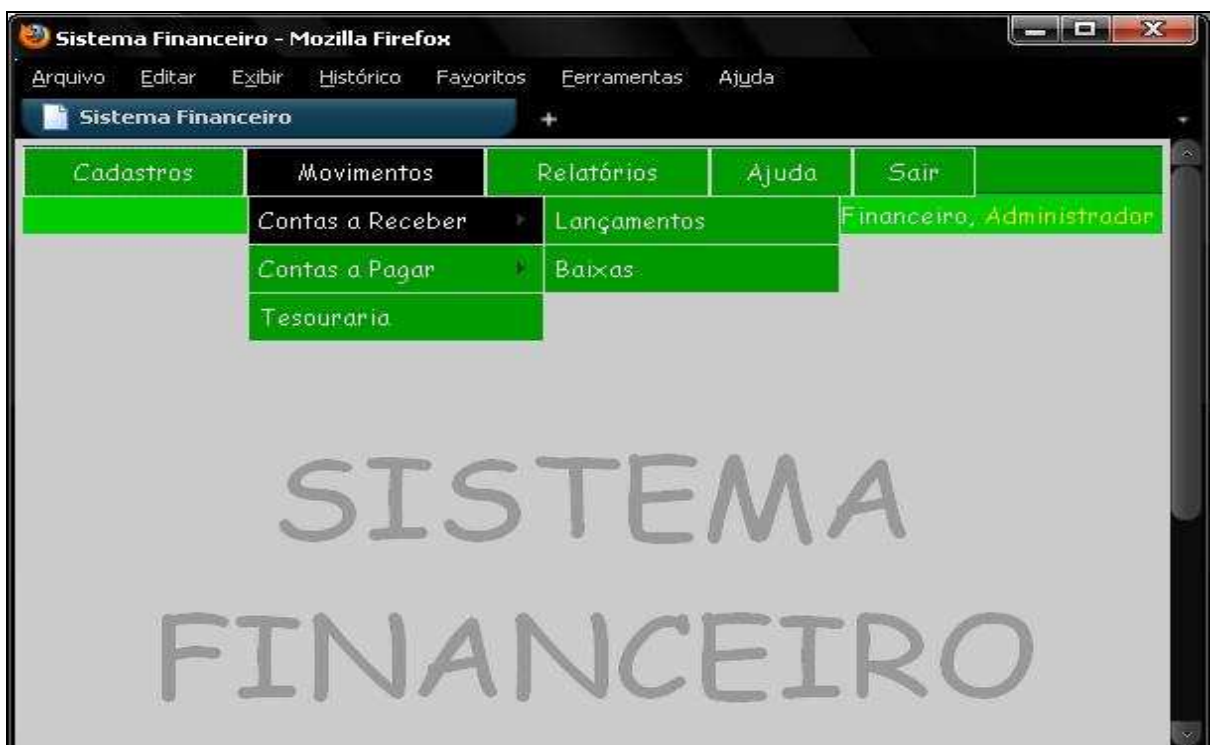 Sistema Financeiro - Mozilla Firefox
Arquivo Editar Exibir Histórico Favoritos Ferramentas Ajuda
Sistema Financeiro +
Cadastros Movimentos Relatórios Ajuda Sair
Contas a Receber Lançamentos Financeiro, Administrador
Contas a Pagar Baixas
Tesouraria
SISTEMA
FINANCEIRO